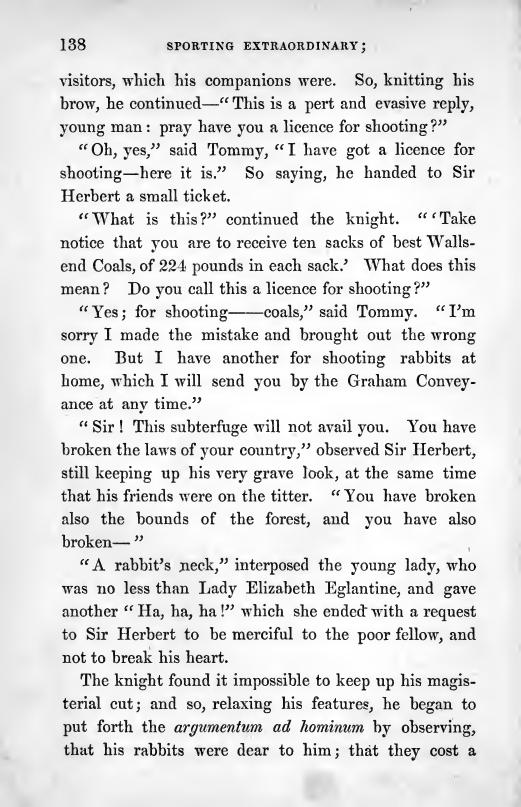 138 SPORTING EXTRAORDINARY;
visitors, which his companions were. So, knitting his
brow, he continued—“This is a pert and evasive reply,
young man: pray have you a licence for shooting?”
“Oh, yes,” said Tommy, “I have got a licence for
shooting—here it is.” So saying, he handed to Sir
Herbert a small ticket.
“What is this?” continued the knight. “‘Take
notice that you are to receive ten sacks of best Walls-
end Coals, of 224 pounds in each sack.’ What does this
mean? Do you call this a licence for shooting?”
“Yes; for shooting——coals,” said Tommy. “I’m
sorry I made the mistake and brought out the wrong
one. But I have another for shooting rabbits at
home, which I will send you by the Graham Convey-
ance at any time.”
“Sir! This subterfuge will not avail you. You have
broken the laws of your country,” observed Sir Herbert,
still keeping up his very grave look, at the same time
that his friends were on the titter. “You have broken
also the bounds of the forest, and you have also
broken—”
“A rabbit’s neck,” interposed the young lady, who
was no less than Lady Elizabeth Eglantine, and gave
another “Ha, ha, ha!” which she ended with a request
to Sir Herbert to be merciful to the poor fellow, and
not to break his heart.
The knight found it impossible to keep up his magis-
terial cut; and so, relaxing his features, he began to
put forth the argumentum ad hominum by observing,
that his rabbits were dear to him; that they cost a